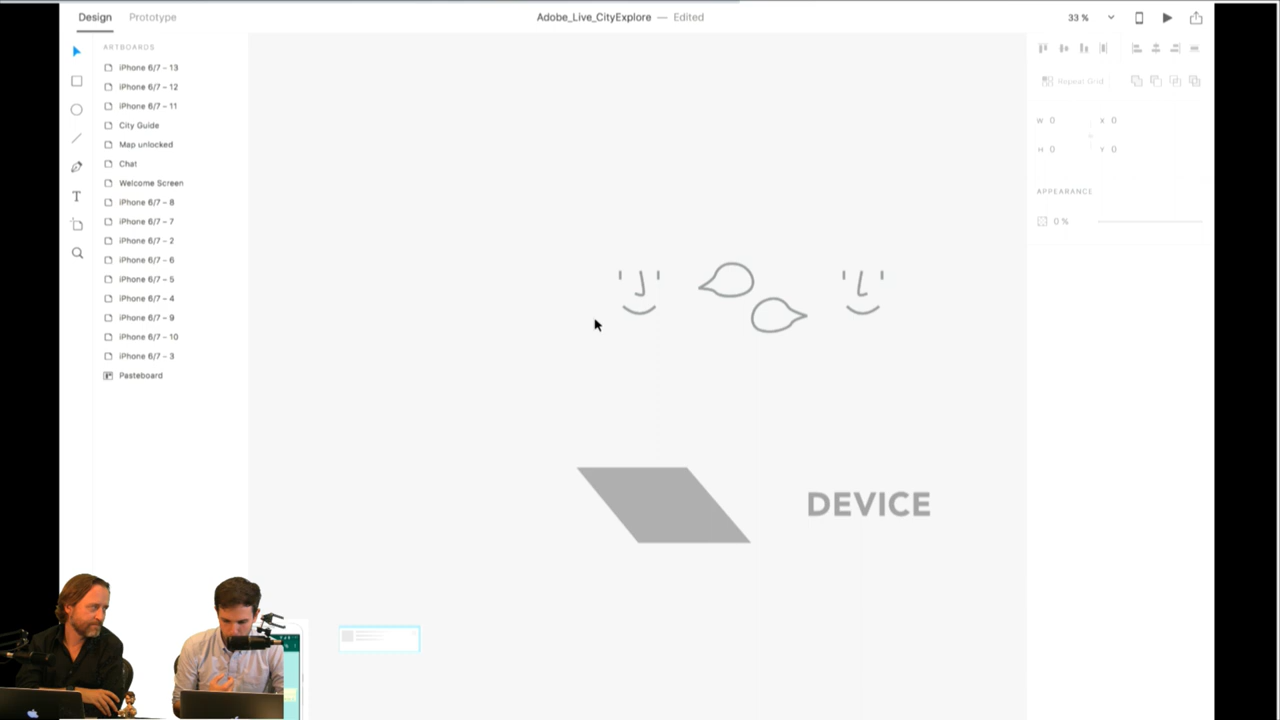 Design Prototype Adobe_Live_CityExplore — Edited 33 %
ARTBOARDS
iPhone 6/7 – 13
iPhone 6/7 – 12
iPhone 6/7 – 11
City Guide
Map unlocked
Chat
Welcome Screen
iPhone 6/7 – 8
iPhone 6/7 – 7
iPhone 6/7 – 2
iPhone 6/7 – 6
iPhone 6/7 – 5
iPhone 6/7 – 4
iPhone 6/7 – 9
iPhone 6/7 – 10
iPhone 6/7 – 3
Pasteboard
DEVICE
Repeat Grid
W 0 X 0
H 0 Y 0
APPEARANCE
0 %